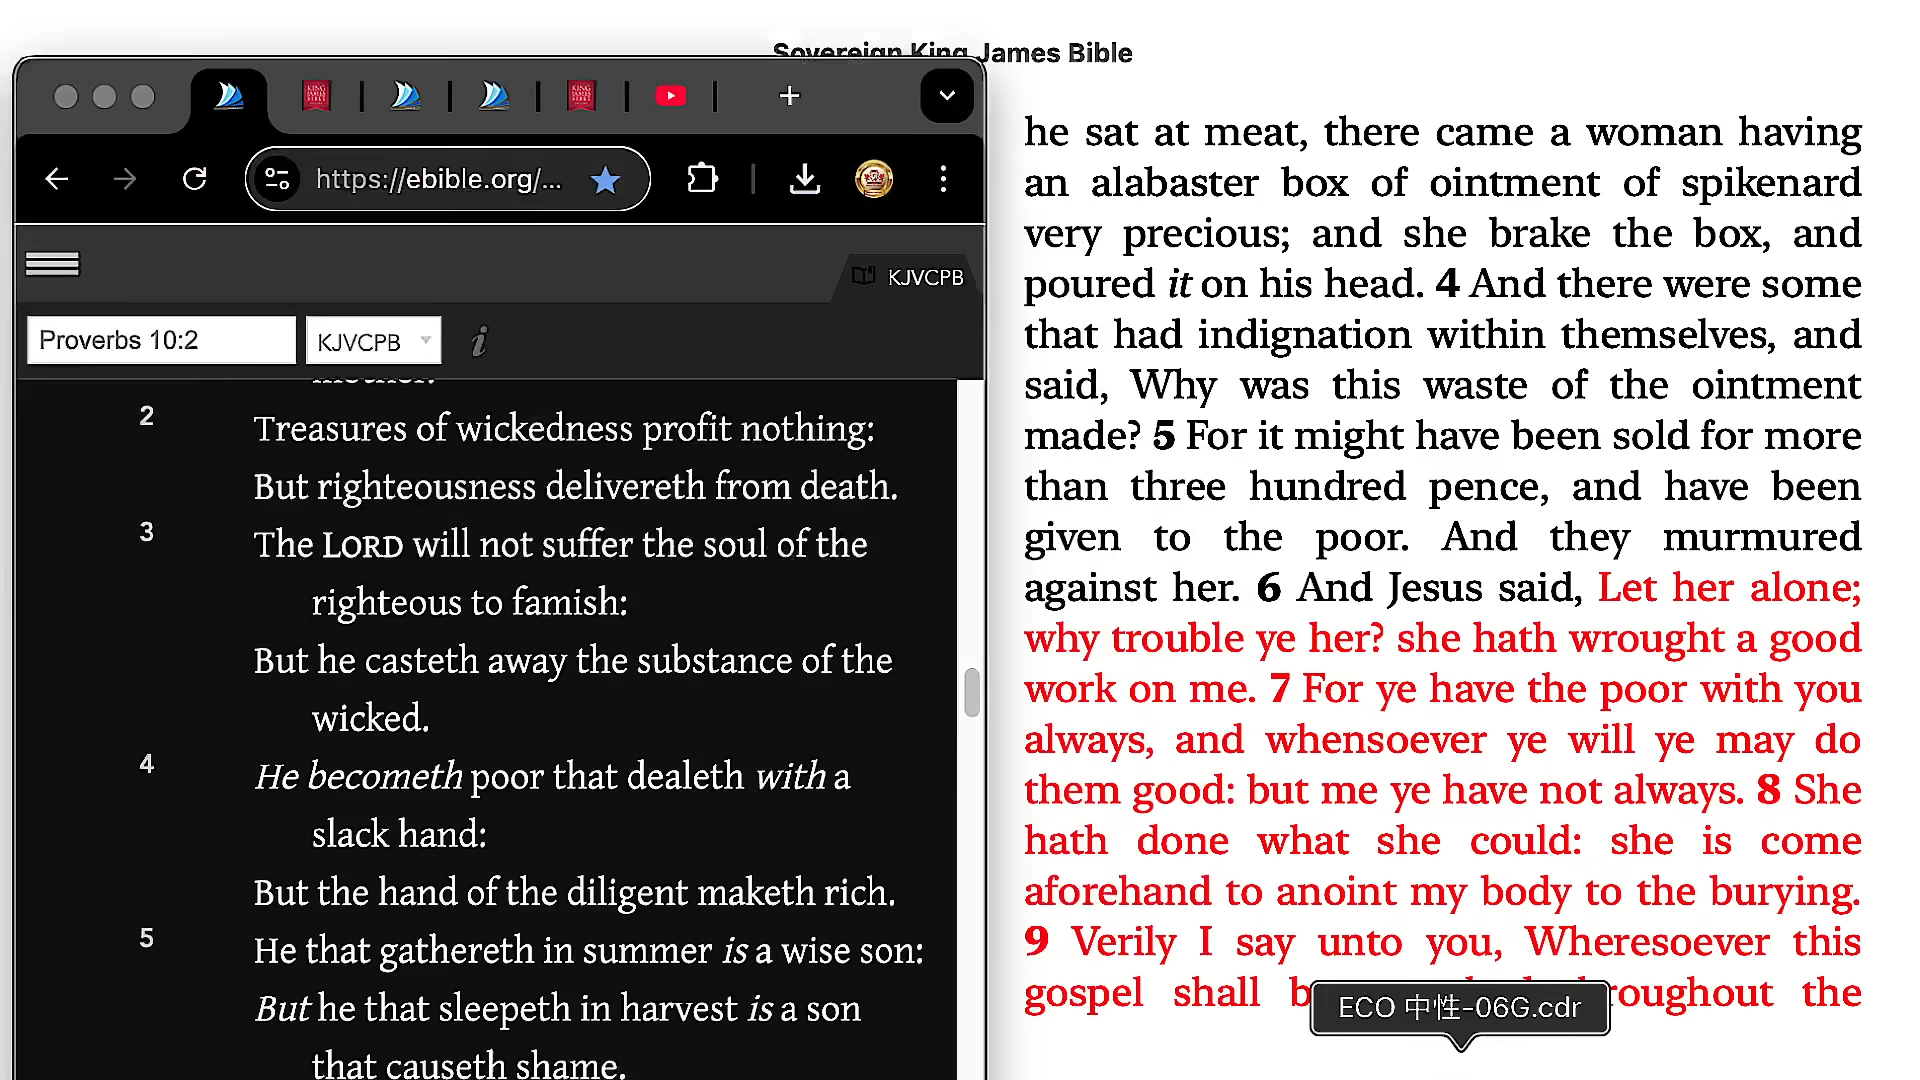 Sovereign King James Bible
https://ebible.org/...
KJVCPB
Proverbs 10:2
KJVCPB
i
mother:
2 Treasures of wickedness profit nothing:
But righteousness delivereth from death.
3 The LORD will not suffer the soul of the
righteous to famish:
But he casteth away the substance of the
wicked.
4 He becometh poor that dealeth with a
slack hand:
But the hand of the diligent maketh rich.
5 He that gathereth in summer is a wise son:
But he that sleepeth in harvest is a son
that causeth shame.
he sat at meat, there came a woman having
an alabaster box of ointment of spikenard
very precious; and she brake the box, and
poured it on his head. 4 And there were some
that had indignation within themselves, and
said, Why was this waste of the ointment
made? 5 For it might have been sold for more
than three hundred pence, and have been
given to the poor. And they murmured
against her. 6 And Jesus said, Let her alone;
why trouble ye her? she hath wrought a good
work on me. 7 For ye have the poor with you
always, and whensoever ye will ye may do
them good: but me ye have not always. 8 She
hath done what she could: she is come
aforehand to anoint my body to the burying.
9 Verily I say unto you, Wheresoever this
gospel shall roughout the
ECO 中性-06G.cdr